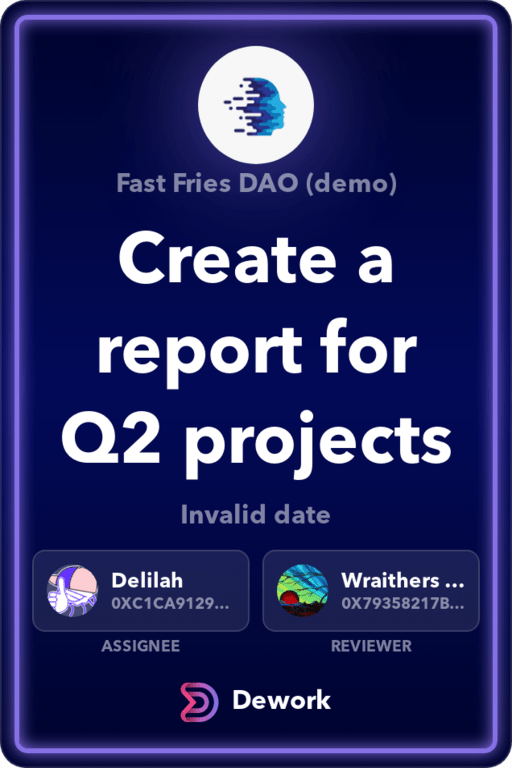 Fast Fries DAO (demo)
Create a
report for
Q2 projects
Invalid date
Delilah
0XC1CA9129...
ASSIGNEE
Wraithers ...
0X79358217B...
REVIEWER
Dework